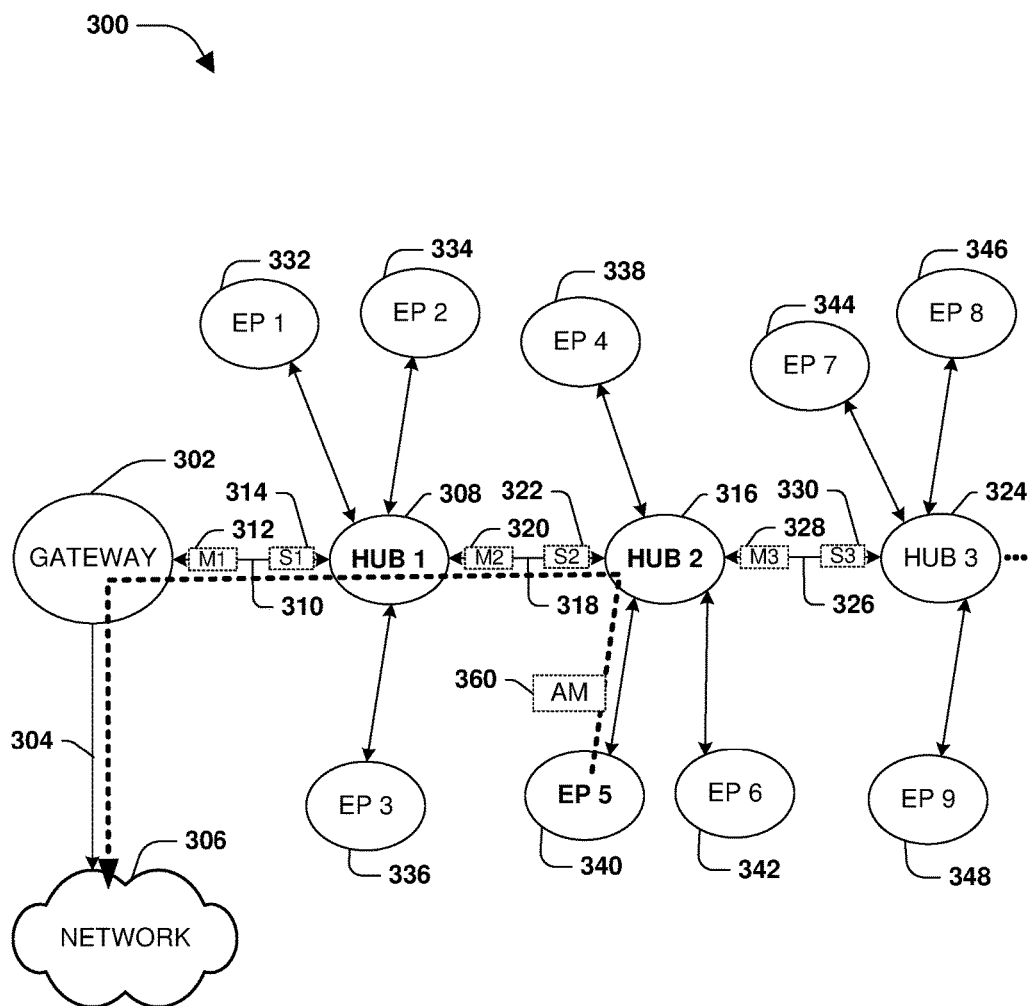 300
332
334
346
338
344
EP 1
EP 2
EP 4
EP 7
EP 8
302
314
308
322
316
330
324
312
320
328
GATEWAY
M1
S1
HUB 1
M2
S2
HUB 2
M3
S3
HUB 3
310
318
326
360
AM
304
EP 3
EP 5
EP 6
EP 9
306
336
340
342
348
NETWORK